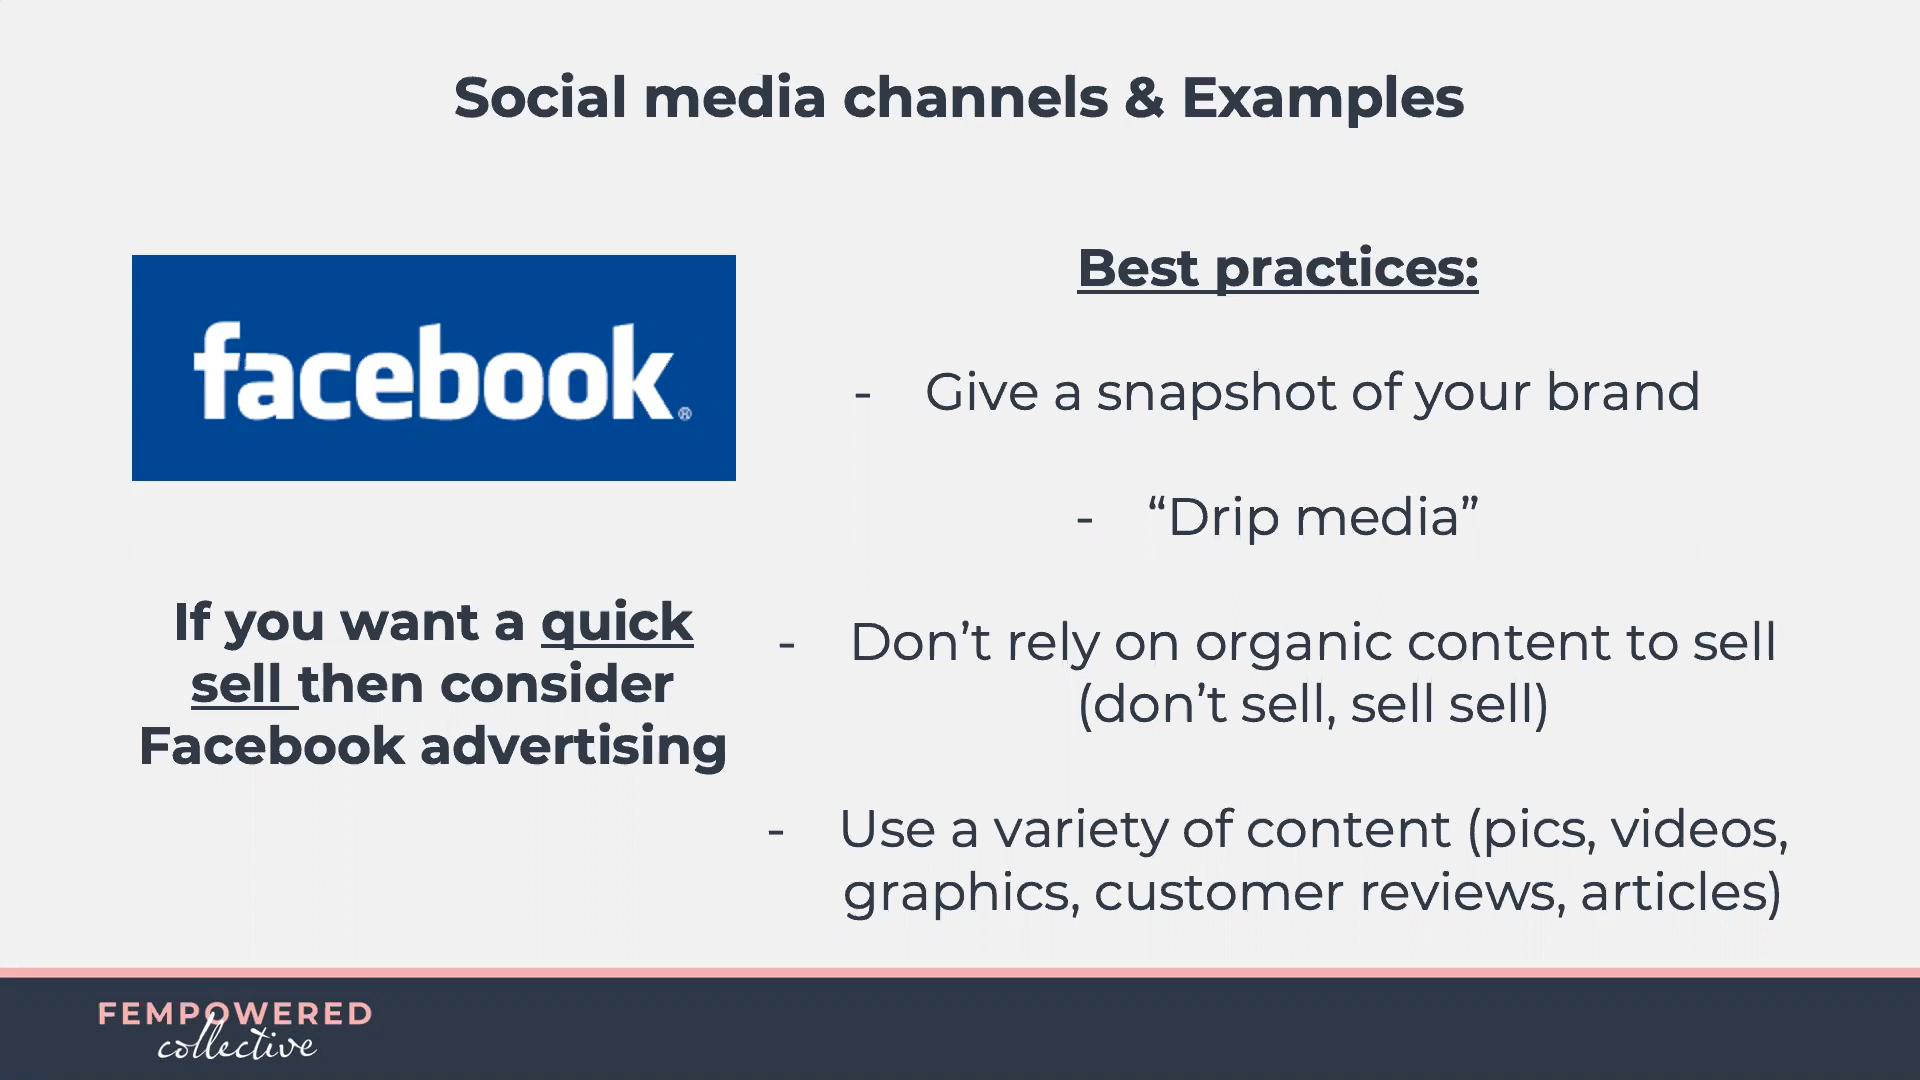 Social media channels & Examples
facebook®
If you want a quick
sell then consider
Facebook advertising
Best practices:
- Give a snapshot of your brand
- “Drip media”
- Don’t rely on organic content to sell
(don’t sell, sell sell)
- Use a variety of content (pics, videos,
graphics, customer reviews, articles)
FEMPOWERED
collective